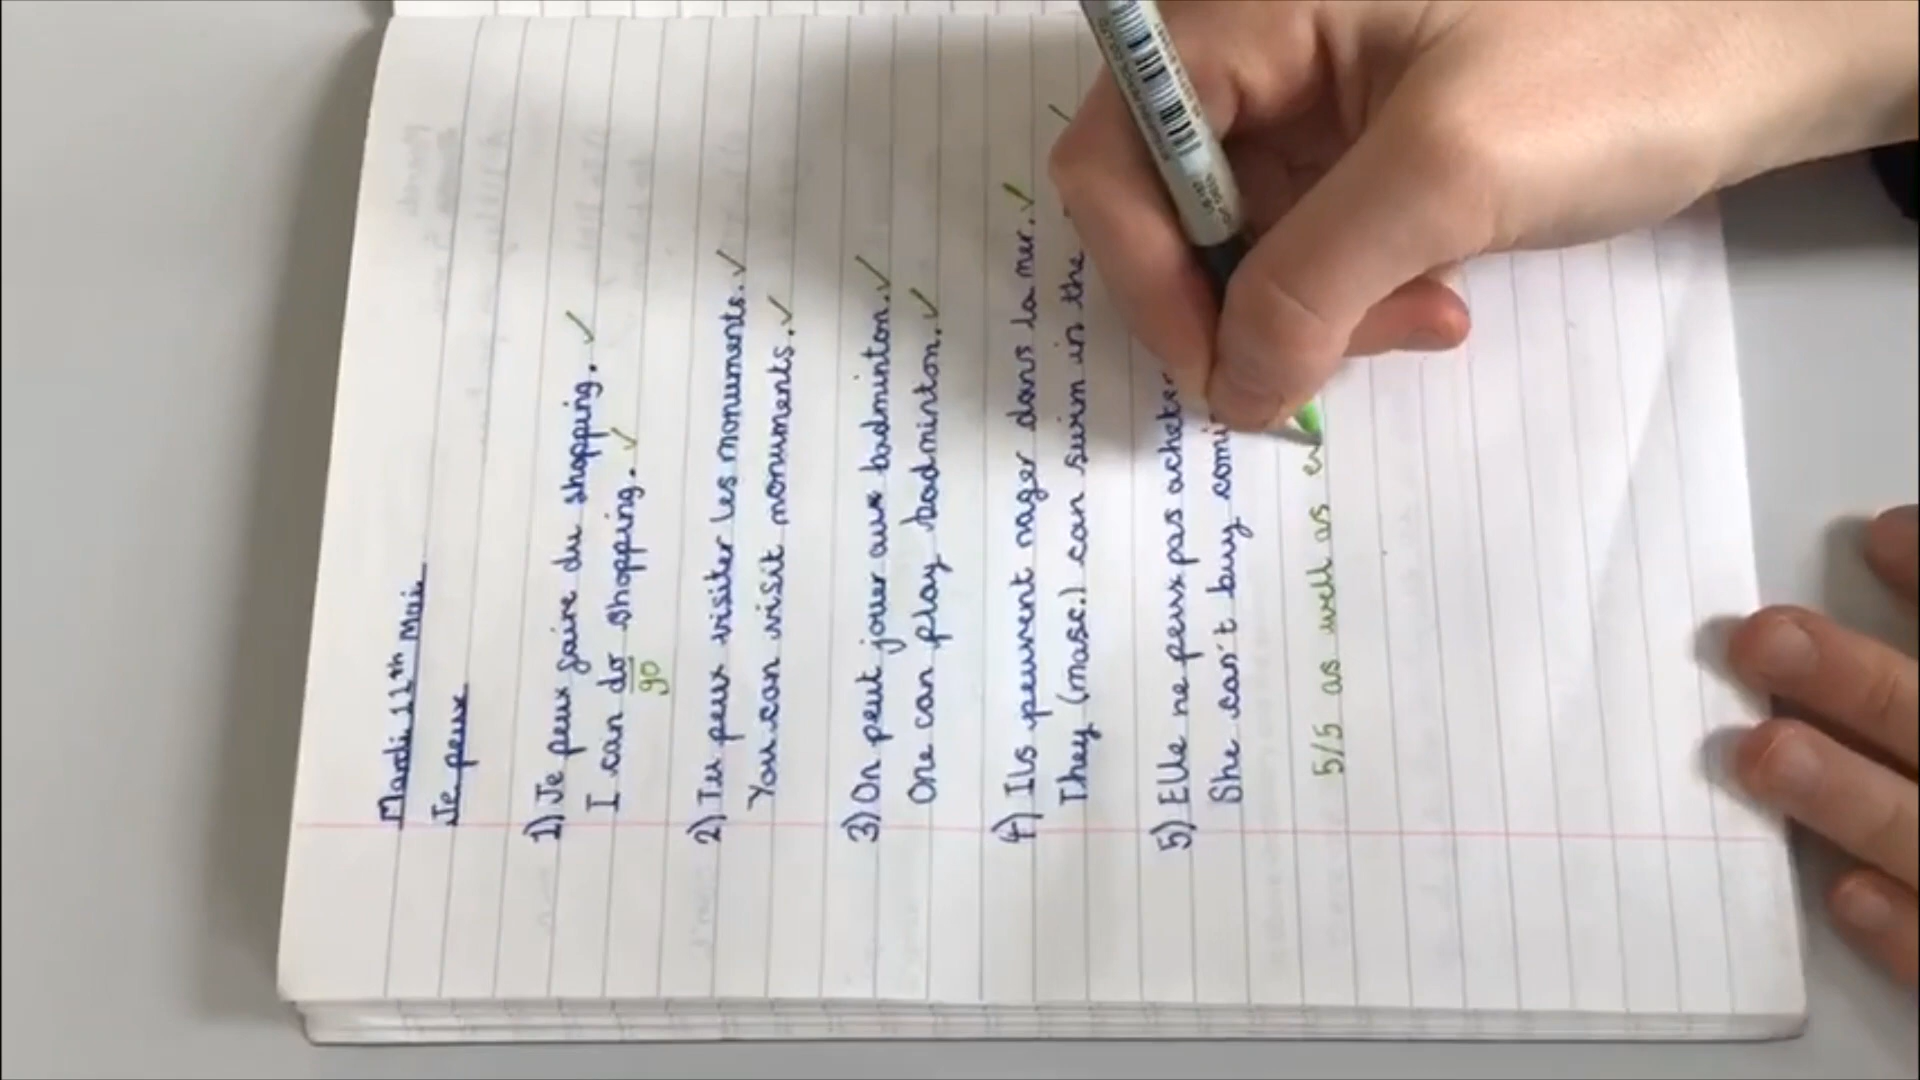 Mardi 11th Mai
Je peux
1) Je peux faire du shopping. ✓
I can do shopping. ✓
go
2) Tu peux visiter les monuments. ✓
You can visit monuments. ✓
3) On peut jouer aux badminton. ✓
One can play badminton. ✓
4) Ils peuvent nager dans la mer. ✓
They (masc.) can swim in the
5) Elle ne peux pas acheter
She can't buy
5/5 as well as